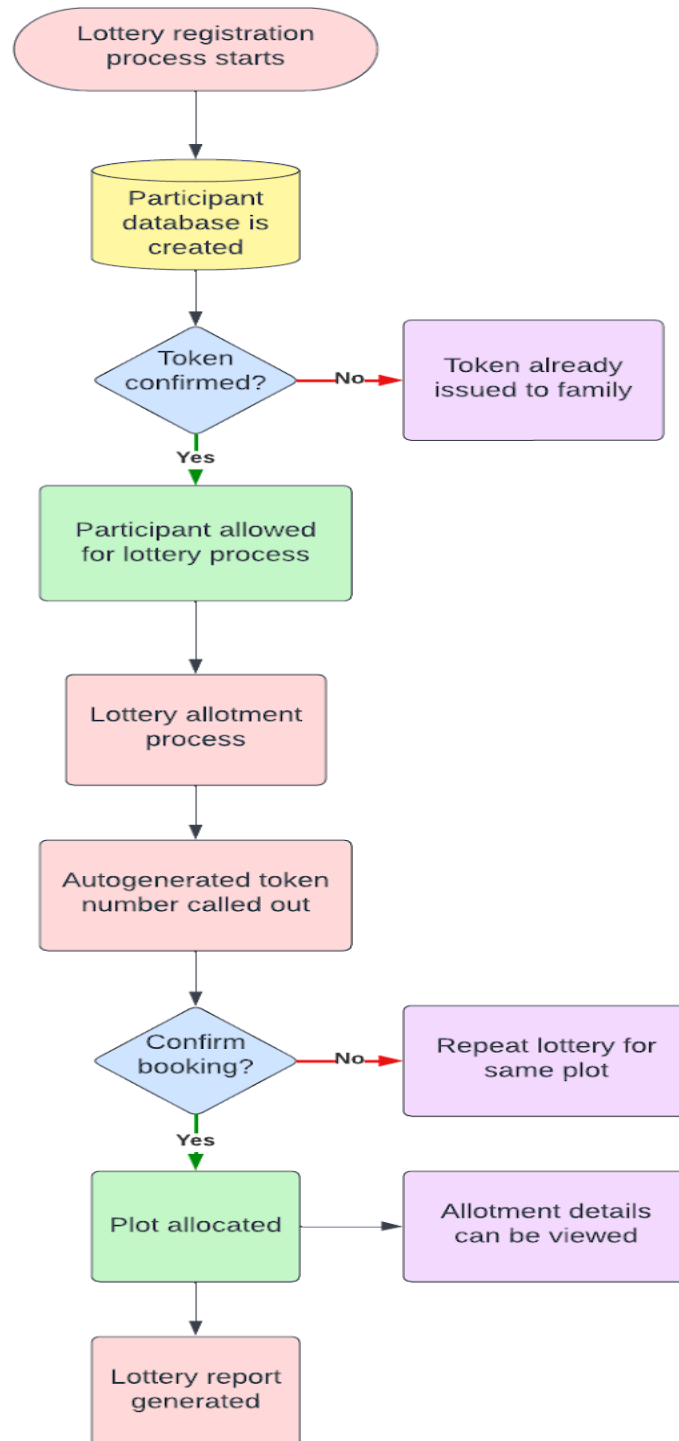 Lottery registration
process starts
Participant
database is
created
Token
confirmed?
No
Token already
issued to family
Yes
Participant allowed
for lottery process
Lottery allotment
process
Autogenerated token
number called out
Confirm
booking?
No
Repeat lottery for
same plot
Yes
Plot allocated
Allotment details
can be viewed
Lottery report
generated